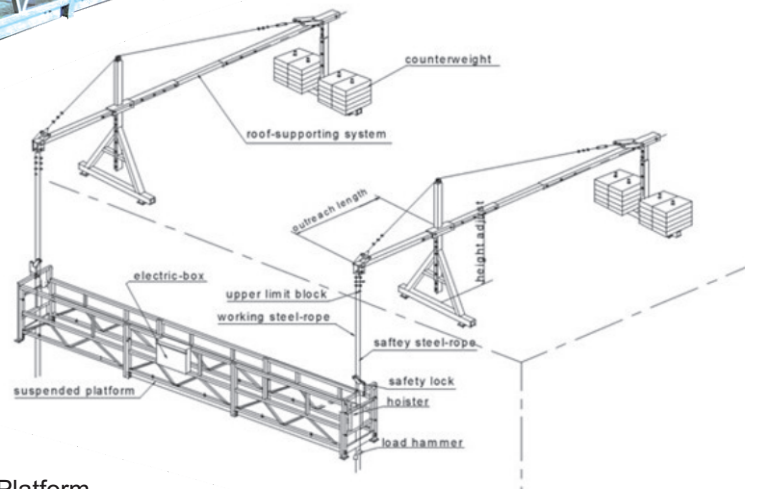 counterweight
roof-supporting system
outreach length
height adjust
electric-box
upper limit block
working steel-rope
saftey steel-rope
suspended platform
safety lock
hoister
load hammer
Platform